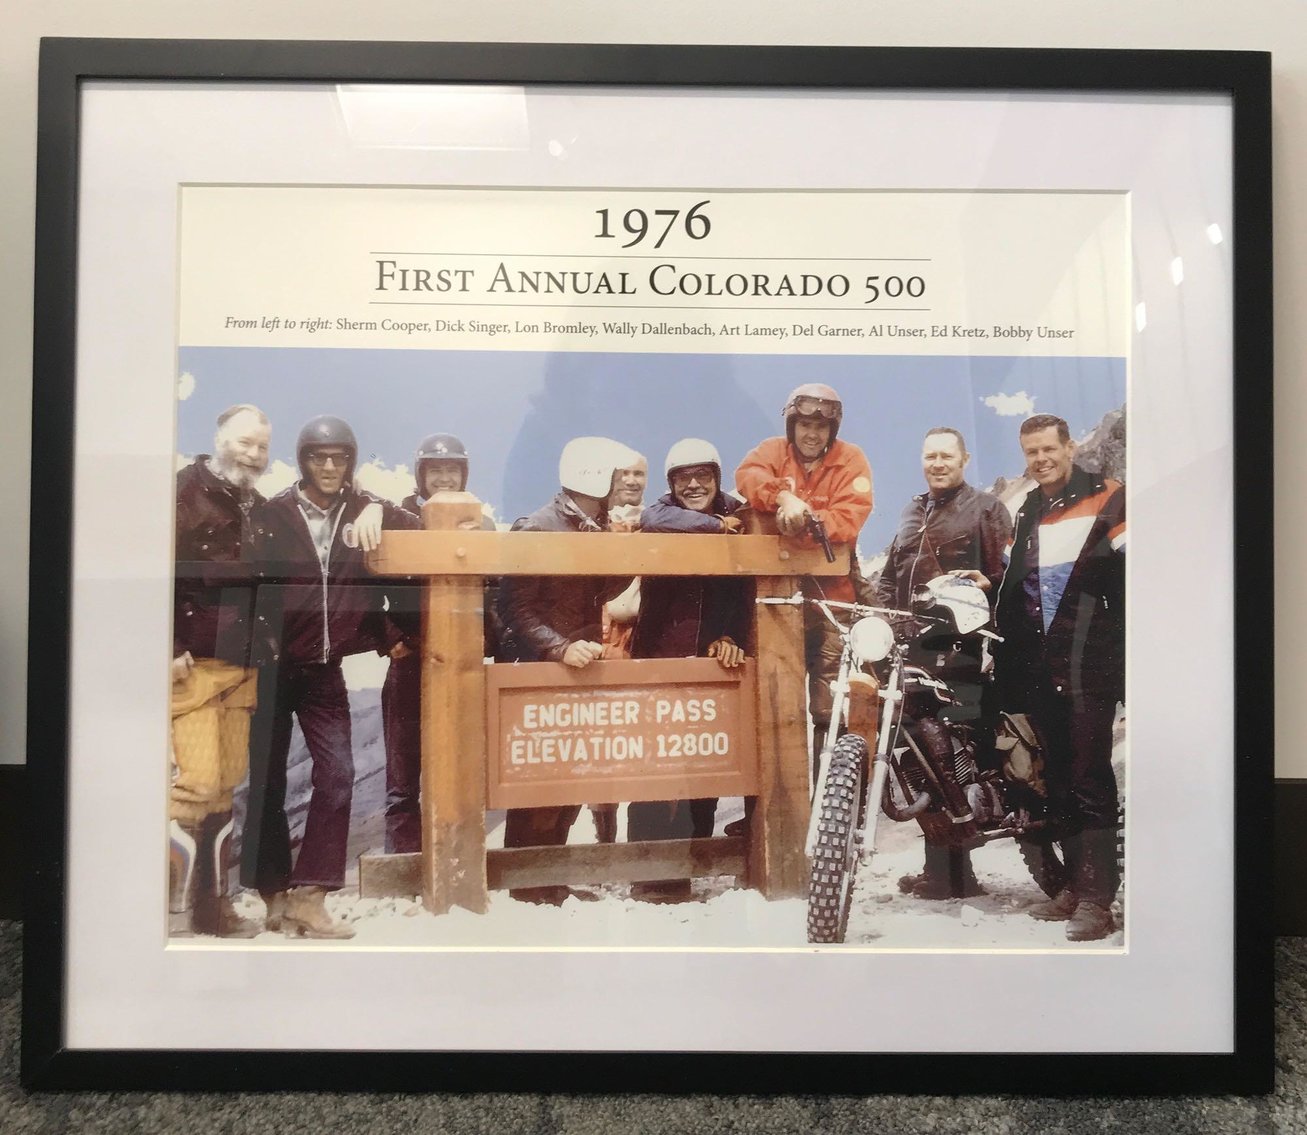 1976
First Annual Colorado 500
From left to right: Sherm Cooper, Dick Singer, Lon Bromley, Wally Dallenbach, Art Lamey, Del Garner, Al Unser, Ed Kretz, Bobby Unser
ENGINEER PASS
ELEVATION 12800